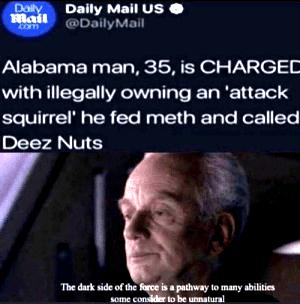 Daily
Mail
.com
Daily Mail US
@DailyMail
Alabama man, 35, is CHARGED
with illegally owning an 'attack
squirrel' he fed meth and called
Deez Nuts
The dark side of the force is a pathway to many abilities
some consider to be unnatural